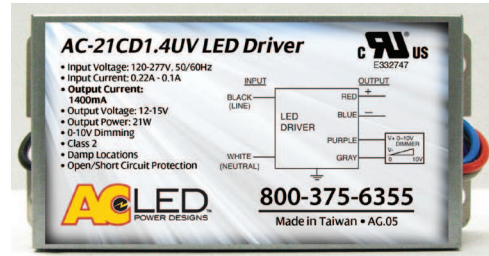 AC-21CD1.4UV LED Driver
• Input Voltage: 120-277V, 50/60Hz
• Input Current: 0.22A - 0.1A
• Output Current:
1400mA
• Output Voltage: 12-15V
• Output Power: 21W
• 0-10V Dimming
• Class 2
• Damp Locations
• Open/Short Circuit Protection
C RU US
E332747
INPUT
OUTPUT
BLACK
(LINE)
WHITE
(NEUTRAL)
LED
DRIVER
RED +
BLUE —
PURPLE
GRAY
V+ 0-10V
DIMMER
V-
0 10V
AC LED
POWER DESIGNS
800-375-6355
Made in Taiwan • AG.05